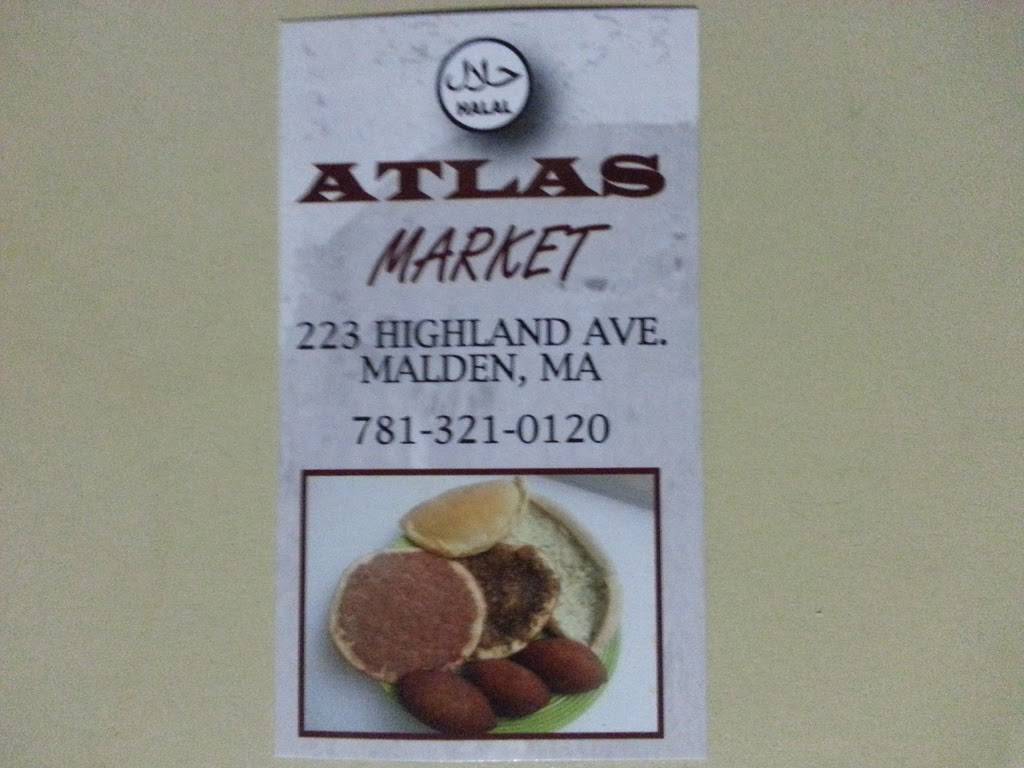 حلال
HALAL
ATLAS
MARKET
223 HIGHLAND AVE.
MALDEN, MA
781-321-0120